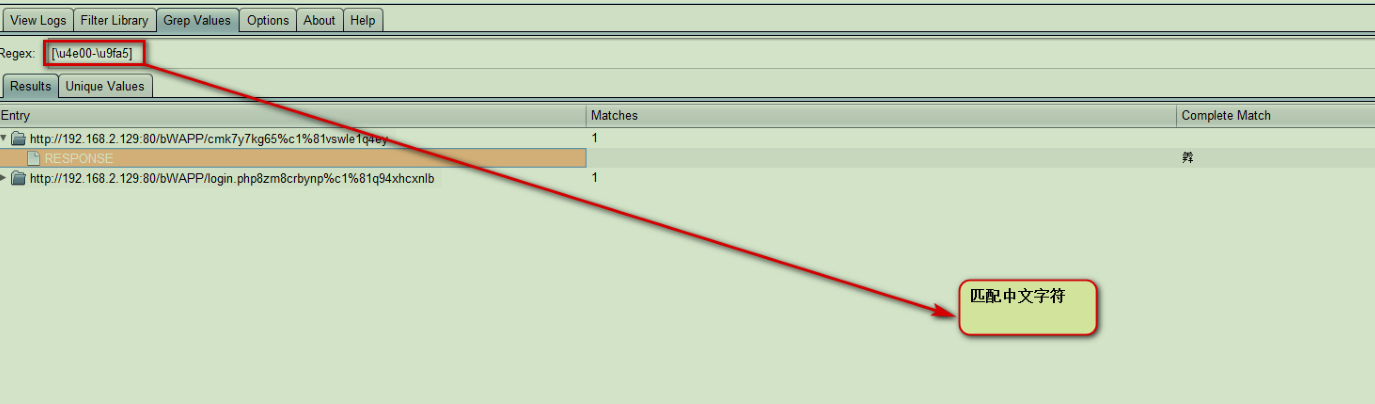 View Logs Filter Library Grep Values Options About Help
Regex: [\u4e00-\u9fa5]
Results Unique Values
Entry Matches Complete Match
http://192.168.2.129:80/bWAPP/cmk7y7kg65%c1%81vswle1q4ey 1
RESPONSE
http://192.168.2.129:80/bWAPP/login.php8zm8crbynp%c1%81q94xhcxnlb 1
匹配中文字符